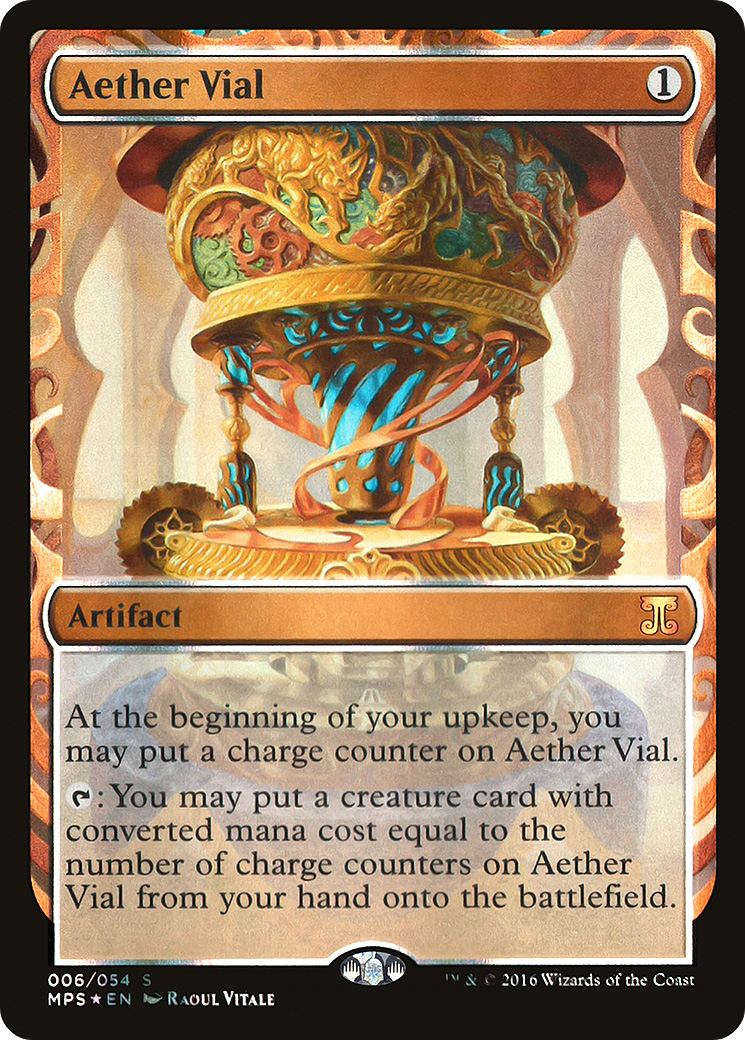 Aether Vial 1
Artifact
At the beginning of your upkeep, you
may put a charge counter on Aether Vial.
: You may put a creature card with
converted mana cost equal to the
number of charge counters on Aether
Vial from your hand onto the battlefield.
006/054 S
MPS ★ EN Raoul Vitale
™ & © 2016 Wizards of the Coast